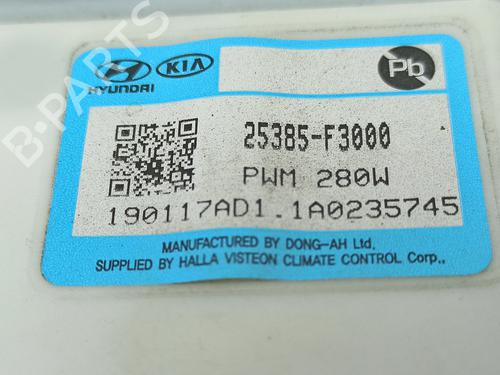 B-PARTS
HYUNDAI
KIA
Pb
25385-F3000
PWM 280W
190117AD1.1A0235745
MANUFACTURED BY DONG-AH Ltd.
SUPPLIED BY HALLA VISTEON CLIMATE CONTROL Corp.,